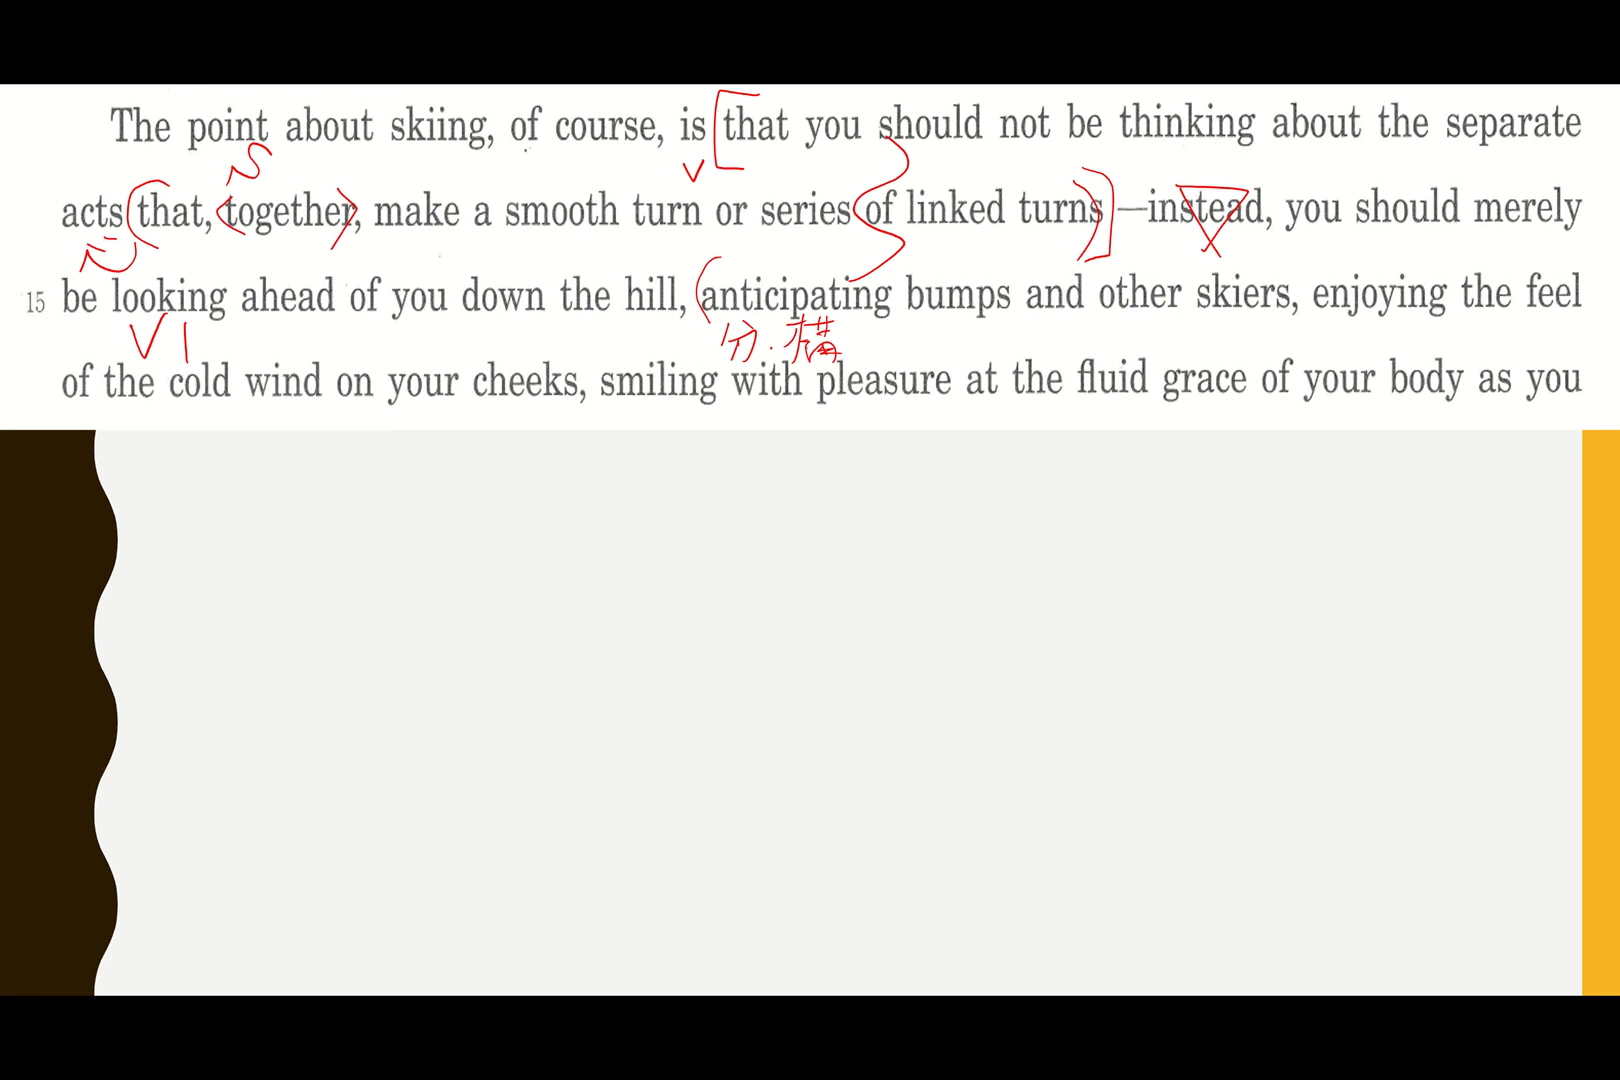 The point about skiing, of course, is [that you should not be thinking about the separate
S
V
acts (that, <together>, make a smooth turn or series (of linked turns)] —instead, you should merely
15 be looking ahead of you down the hill, (anticipating bumps and other skiers, enjoying the feel
V
分.構
of the cold wind on your cheeks, smiling with pleasure at the fluid grace of your body as you